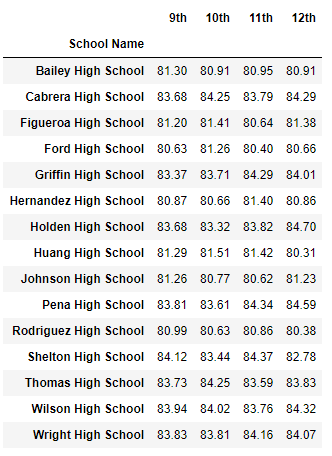 9th 10th 11th 12th
School Name
Bailey High School 81.30 80.91 80.95 80.91
Cabrera High School 83.68 84.25 83.79 84.29
Figueroa High School 81.20 81.41 80.64 81.38
Ford High School 80.63 81.26 80.40 80.66
Griffin High School 83.37 83.71 84.29 84.01
Hernandez High School 80.87 80.66 81.40 80.86
Holden High School 83.68 83.32 83.82 84.70
Huang High School 81.29 81.51 81.42 80.31
Johnson High School 81.26 80.77 80.62 81.23
Pena High School 83.81 83.61 84.34 84.59
Rodriguez High School 80.99 80.63 80.86 80.38
Shelton High School 84.12 83.44 84.37 82.78
Thomas High School 83.73 84.25 83.59 83.83
Wilson High School 83.94 84.02 83.76 84.32
Wright High School 83.83 83.81 84.16 84.07